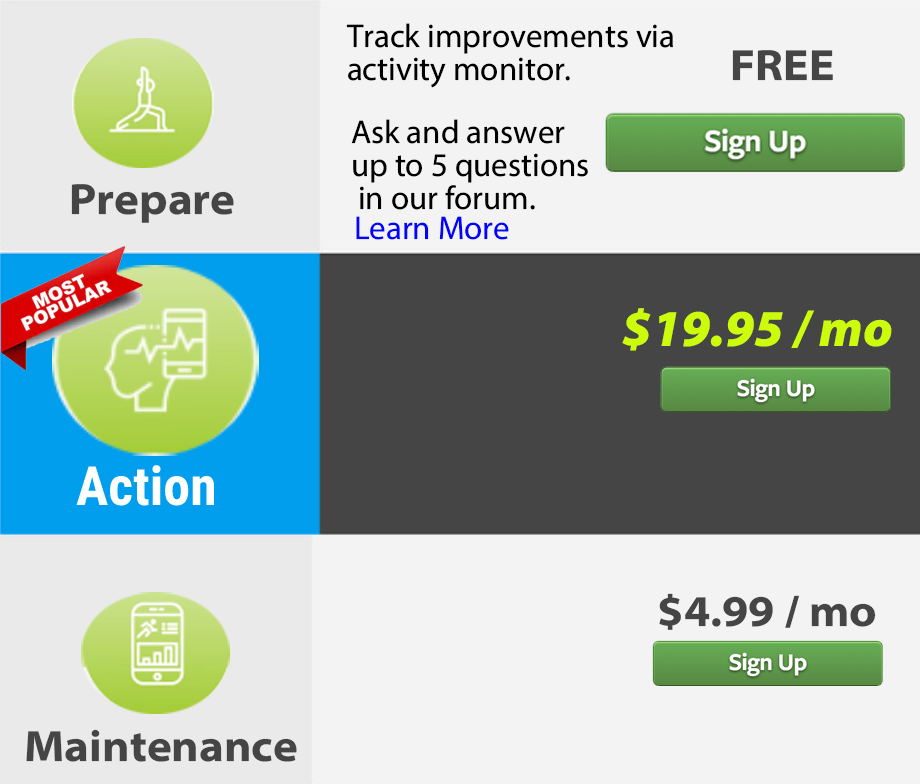 Track improvements via
activity monitor.
FREE
Ask and answer
up to 5 questions
in our forum.
Learn More
Sign Up
Prepare
MOST
POPULAR
$19.95 / mo
Sign Up
Action
$4.99 / mo
Sign Up
Maintenance